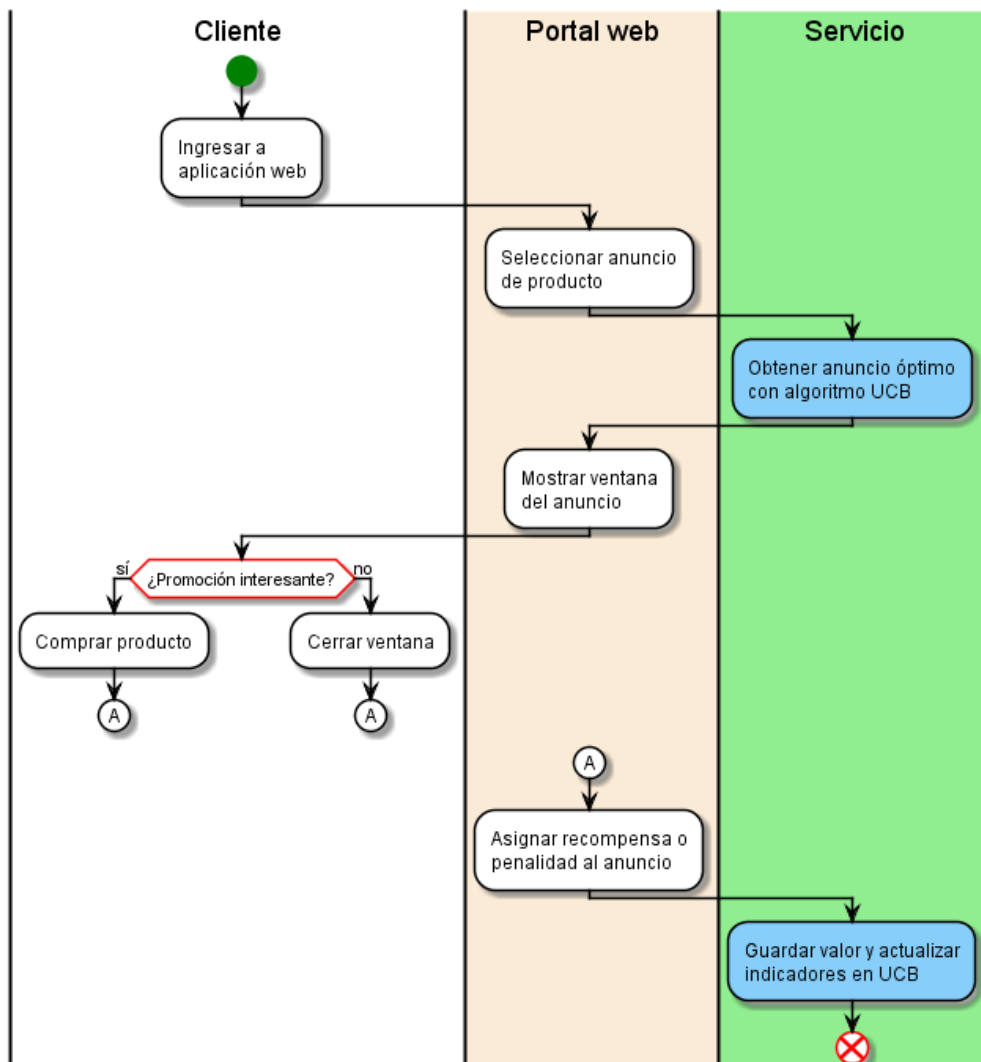 Cliente
Portal web
Servicio
Ingresar a
aplicación web
Seleccionar anuncio
de producto
Obtener anuncio óptimo
con algoritmo UCB
Mostrar ventana
del anuncio
¿Promoción interesante?
sí
no
Comprar producto
Cerrar ventana
A
A
A
Asignar recompensa o
penalidad al anuncio
Guardar valor y actualizar
indicadores en UCB